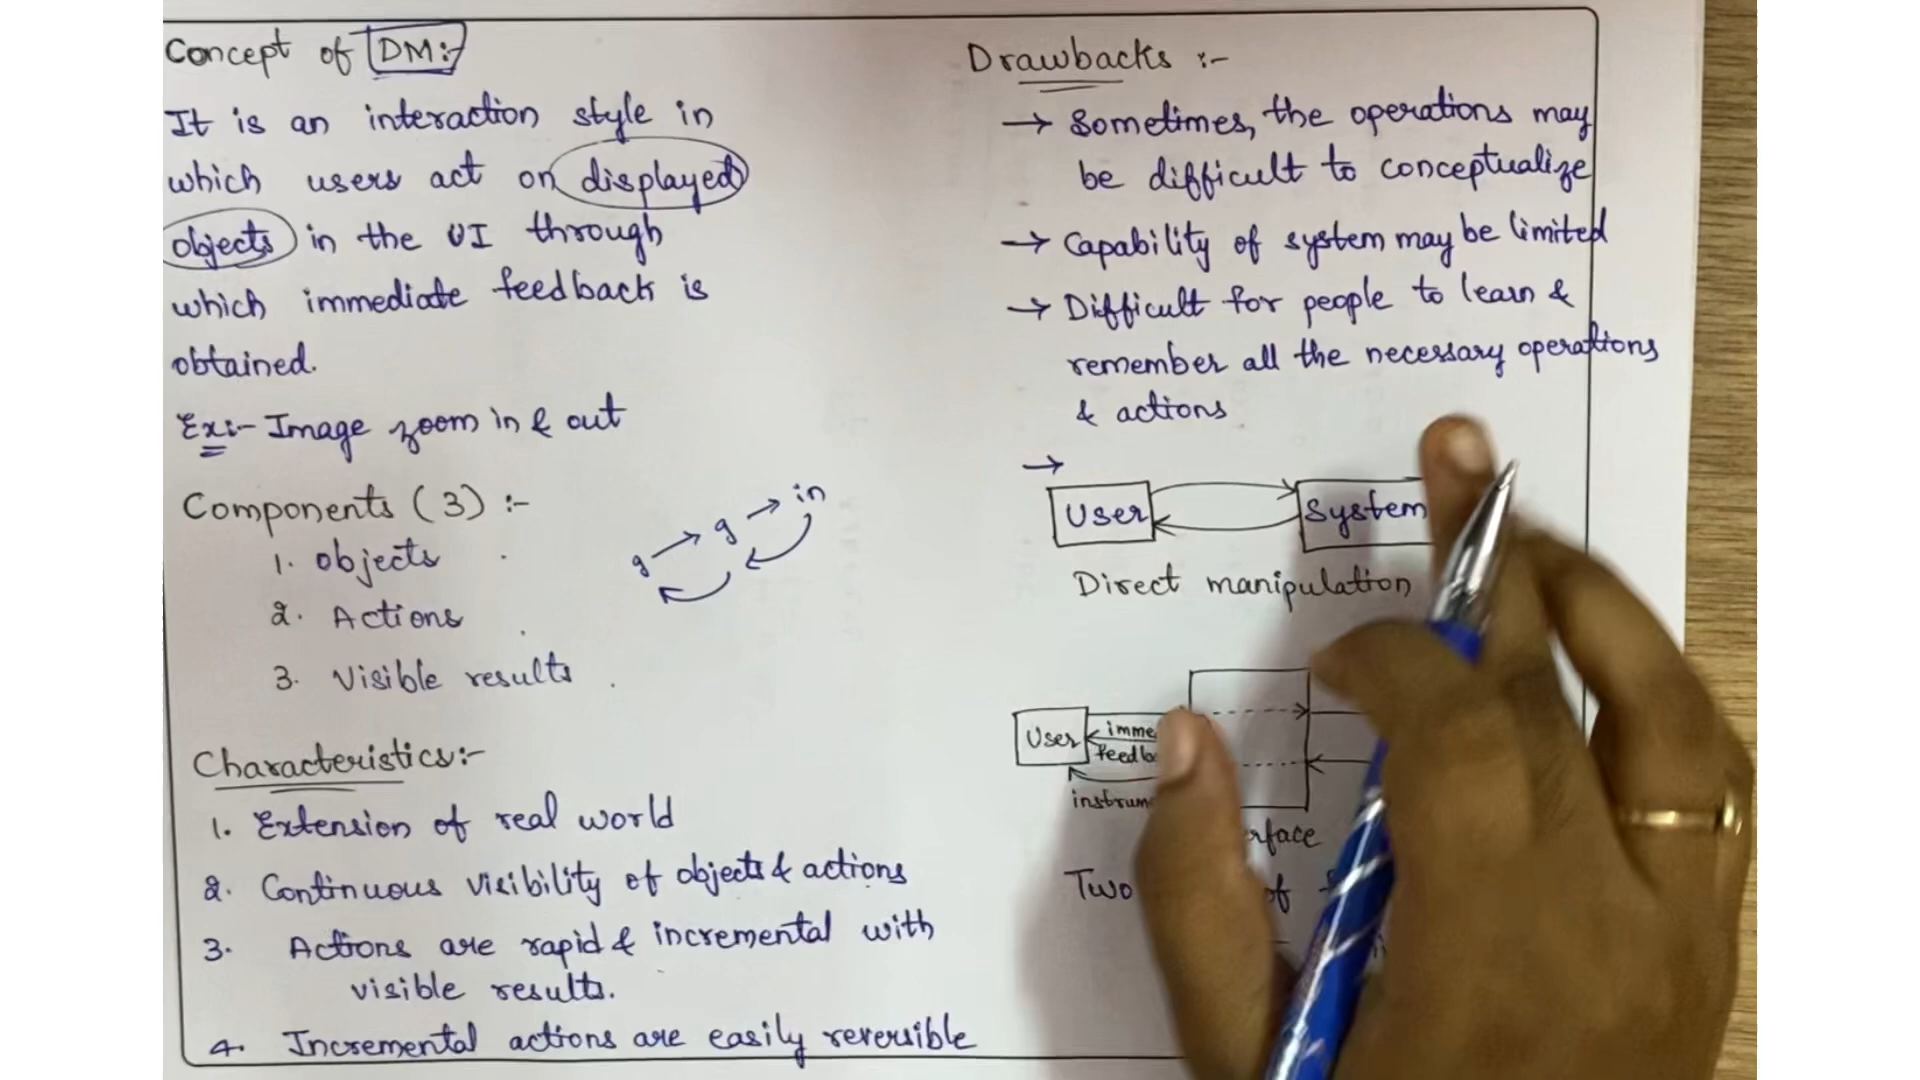 Concept of DM:-
It is an interaction style in
which users act on displayed
objects in the UI through
which immediate feedback is
obtained.
Ex:- Image zoom in & out
Components (3) :-
1. Objects
2. Actions
3. Visible results
g → g → in
Characteristics:-
1. Extension of real world
2. Continuous visibility of objects & actions
3. Actions are rapid & incremental with
visible results.
4. Incremental actions are easily reversible
Drawbacks :-
→ Sometimes, the operations may
be difficult to conceptualize
→ Capability of system may be limited
→ Difficult for people to learn &
remember all the necessary operations
& actions
→
User
System
Direct manipulation
User
Two of